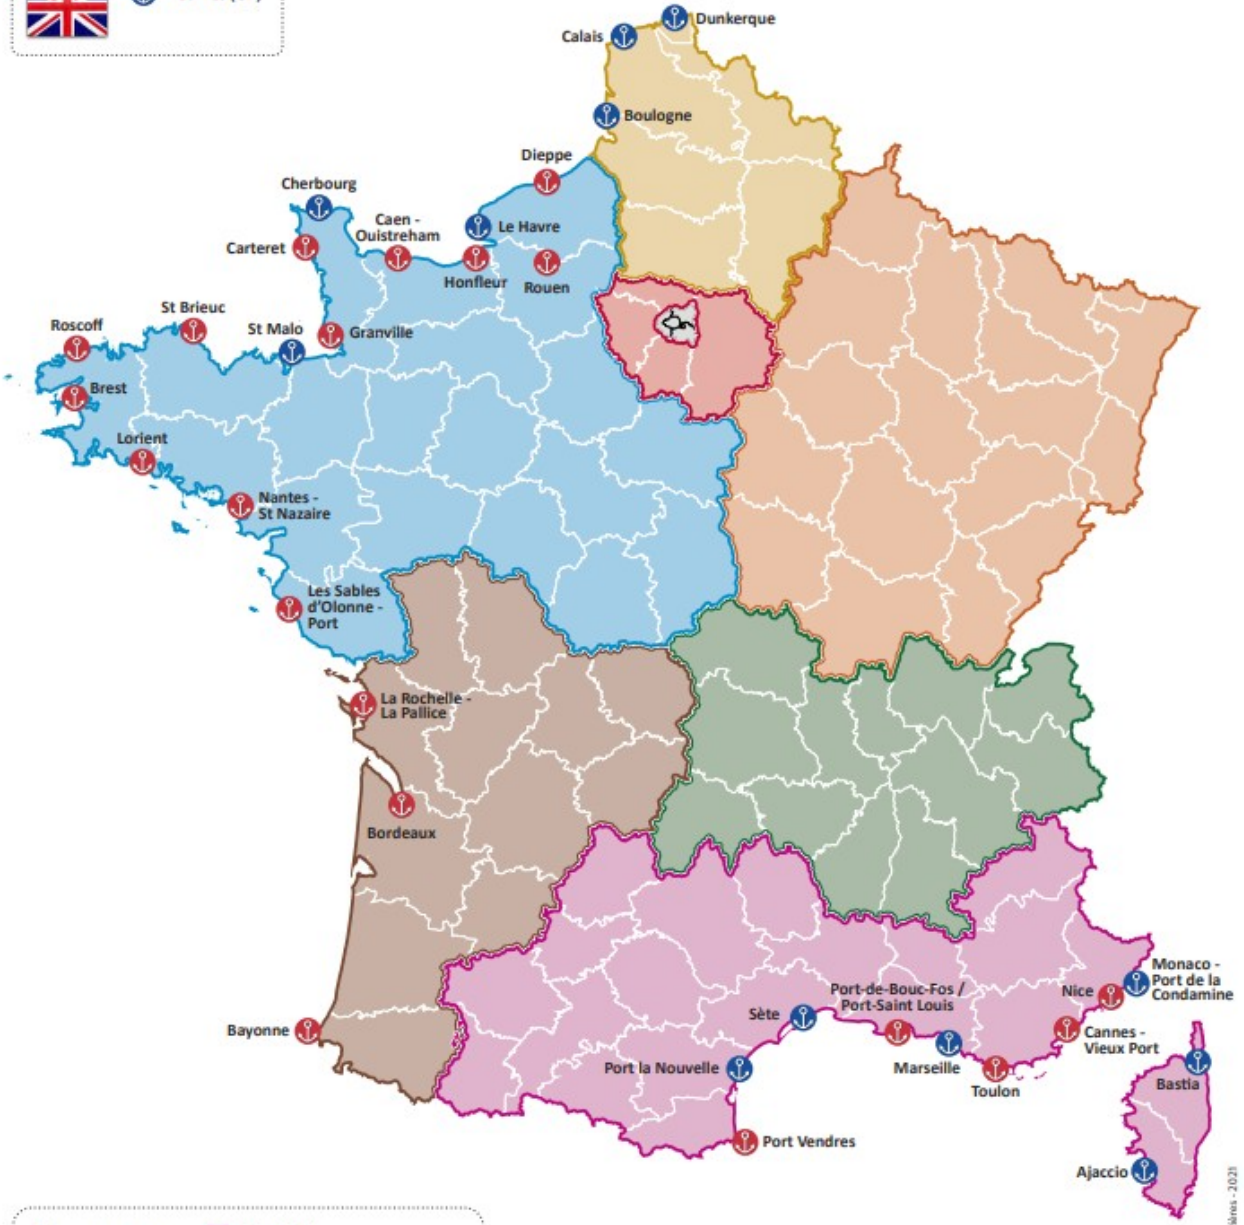 Dunkerque
Calais
Boulogne
Dieppe
Cherbourg
Caen -
Ouistreham
Le Havre
Carteret
Honfleur
Rouen
St Brieuc
Roscoff
St Malo
Granville
Brest
Lorient
Nantes -
St Nazaire
Les Sables
d'Olonne -
Port
La Rochelle -
La Pallice
Bordeaux
Monaco -
Port de la
Condamine
Port-de-Bouc-Fos /
Port-Saint Louis
Nice
Sète
Bayonne
Cannes -
Vieux Port
Port la Nouvelle
Marseille
Toulon
Bastia
Port Vendres
Ajaccio
ières - 2021